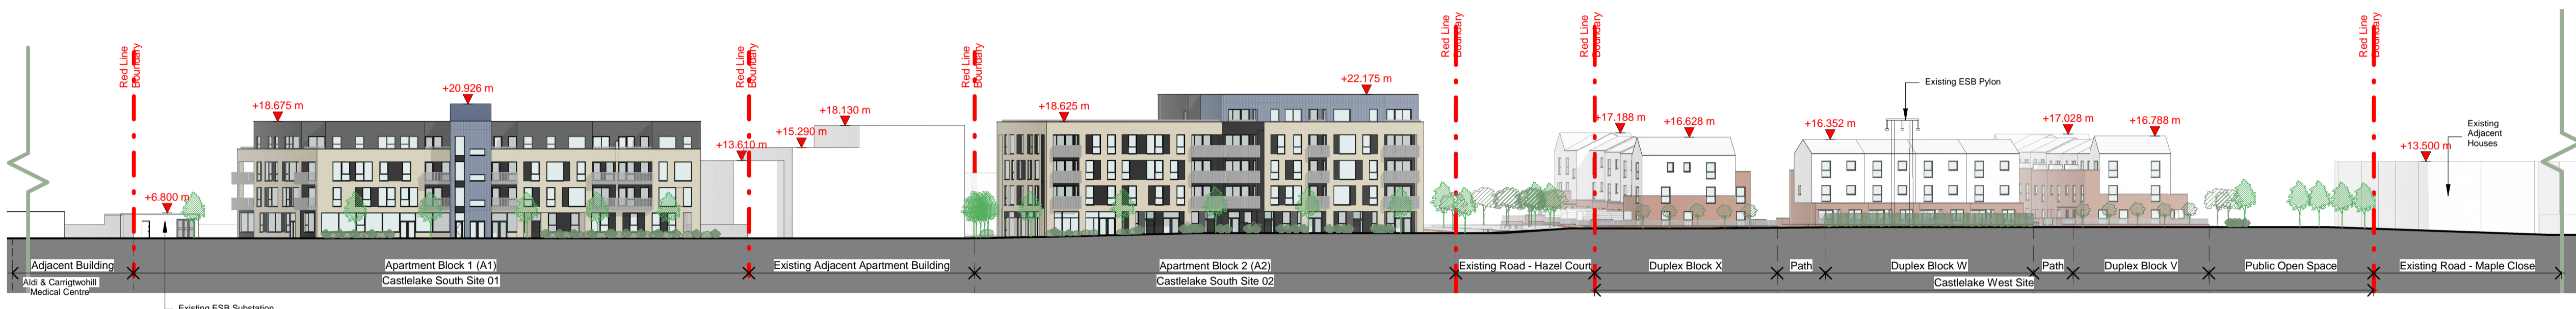 Red Line
Boundary
Red Line
Boundary
Red Line
Boundary
Red Line
Boundary
Red Line
Boundary
Red Line
Boundary
+6.800 m
+18.675 m
+20.926 m
+13.610 m
+15.290 m
+18.130 m
+18.625 m
+22.175 m
+17.188 m
+16.628 m
+16.352 m
Existing ESB Pylon
+17.028 m
+16.788 m
+13.500 m
Existing
Adjacent
Houses
Adjacent Building
Aldi & Carrigtwohill
Medical Centre
Existing ESB Substation
Apartment Block 1 (A1)
Castlelake South Site 01
Existing Adjacent Apartment Building
Apartment Block 2 (A2)
Castlelake South Site 02
Existing Road - Hazel Court
Duplex Block X
Path
Duplex Block W
Path
Duplex Block V
Public Open Space
Castlelake West Site
Existing Road - Maple Close